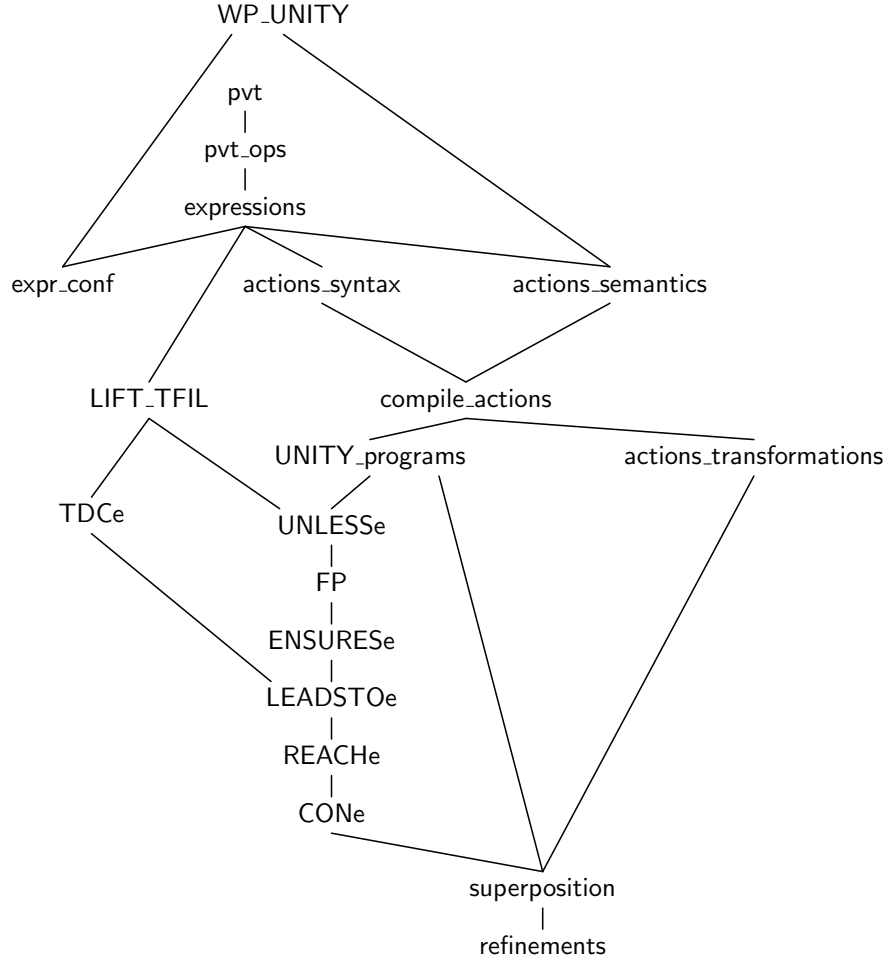 WP_UNITY
pvt
pvt_ops
expressions
expr_conf actions_syntax actions_semantics
LIFT_TFIL compile_actions
UNITY_programs actions_transformations
TDCe
UNLESSe
FP
ENSURESe
LEADSTOe
REACHe
CONe
superposition
refinements